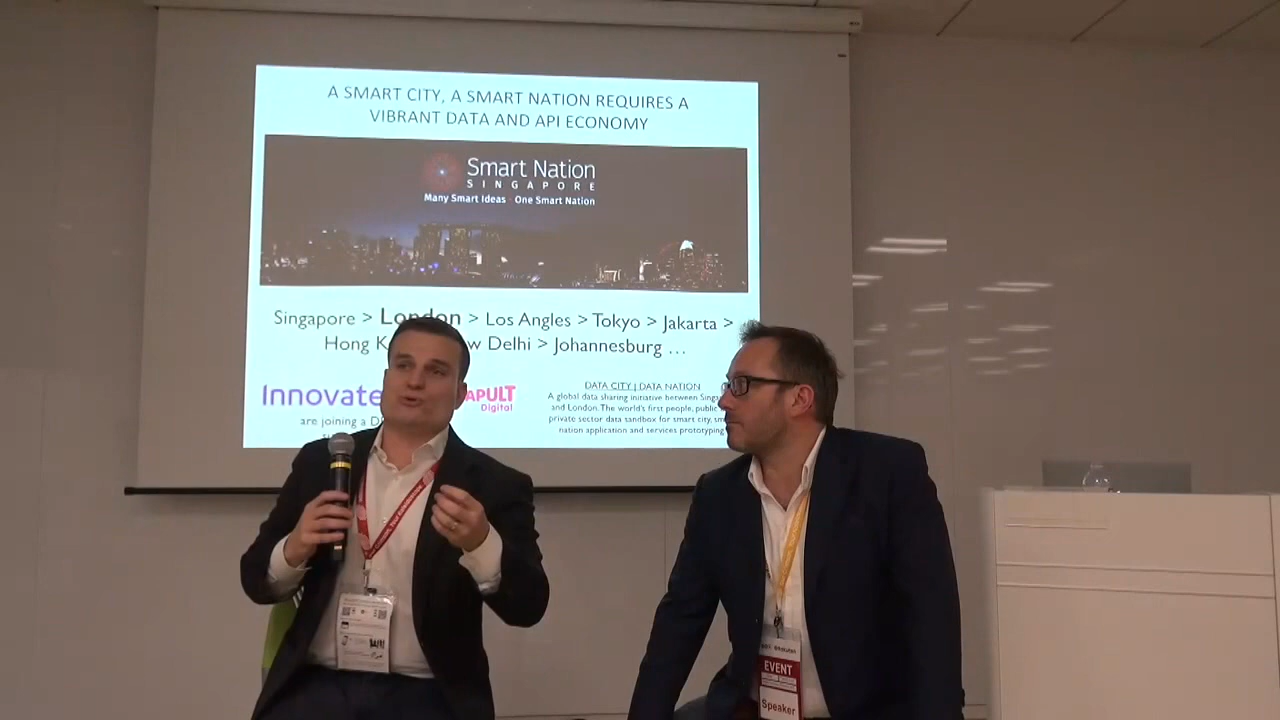 A SMART CITY, A SMART NATION REQUIRES A
VIBRANT DATA AND API ECONOMY
Smart Nation
SINGAPORE
Many Smart Ideas One Smart Nation
Singapore > London > Los Angles > Tokyo > Jakarta >
Hong Delhi > Johannesburg ...
Innovate
APULT
Digital
are joining a
DATA CITY | DATA NATION
A global data sharing initiative between
and London. The world's first people, public
private sector data sandbox for smart city,
nation application and services prototyping
EVENT
Speaker